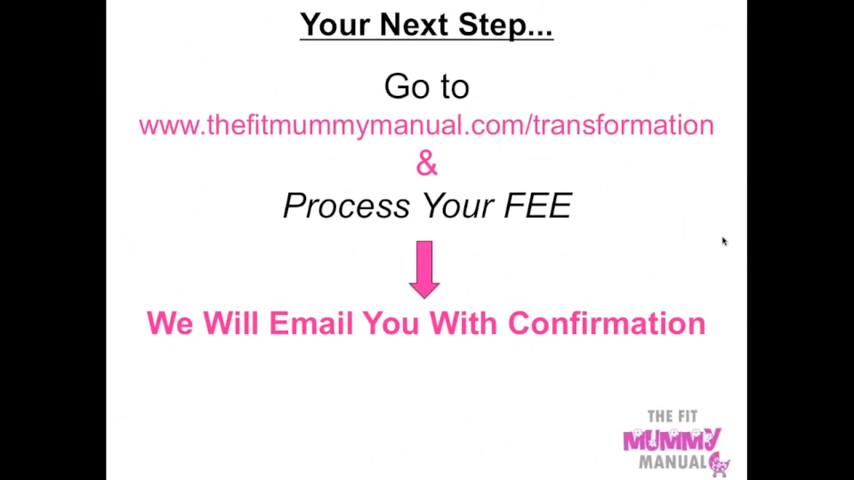 Your Next Step...
Go to
www.thefitmummymanual.com/transformation
&
Process Your FEE
We Will Email You With Confirmation
THE FIT
MUMMY
MANUAL